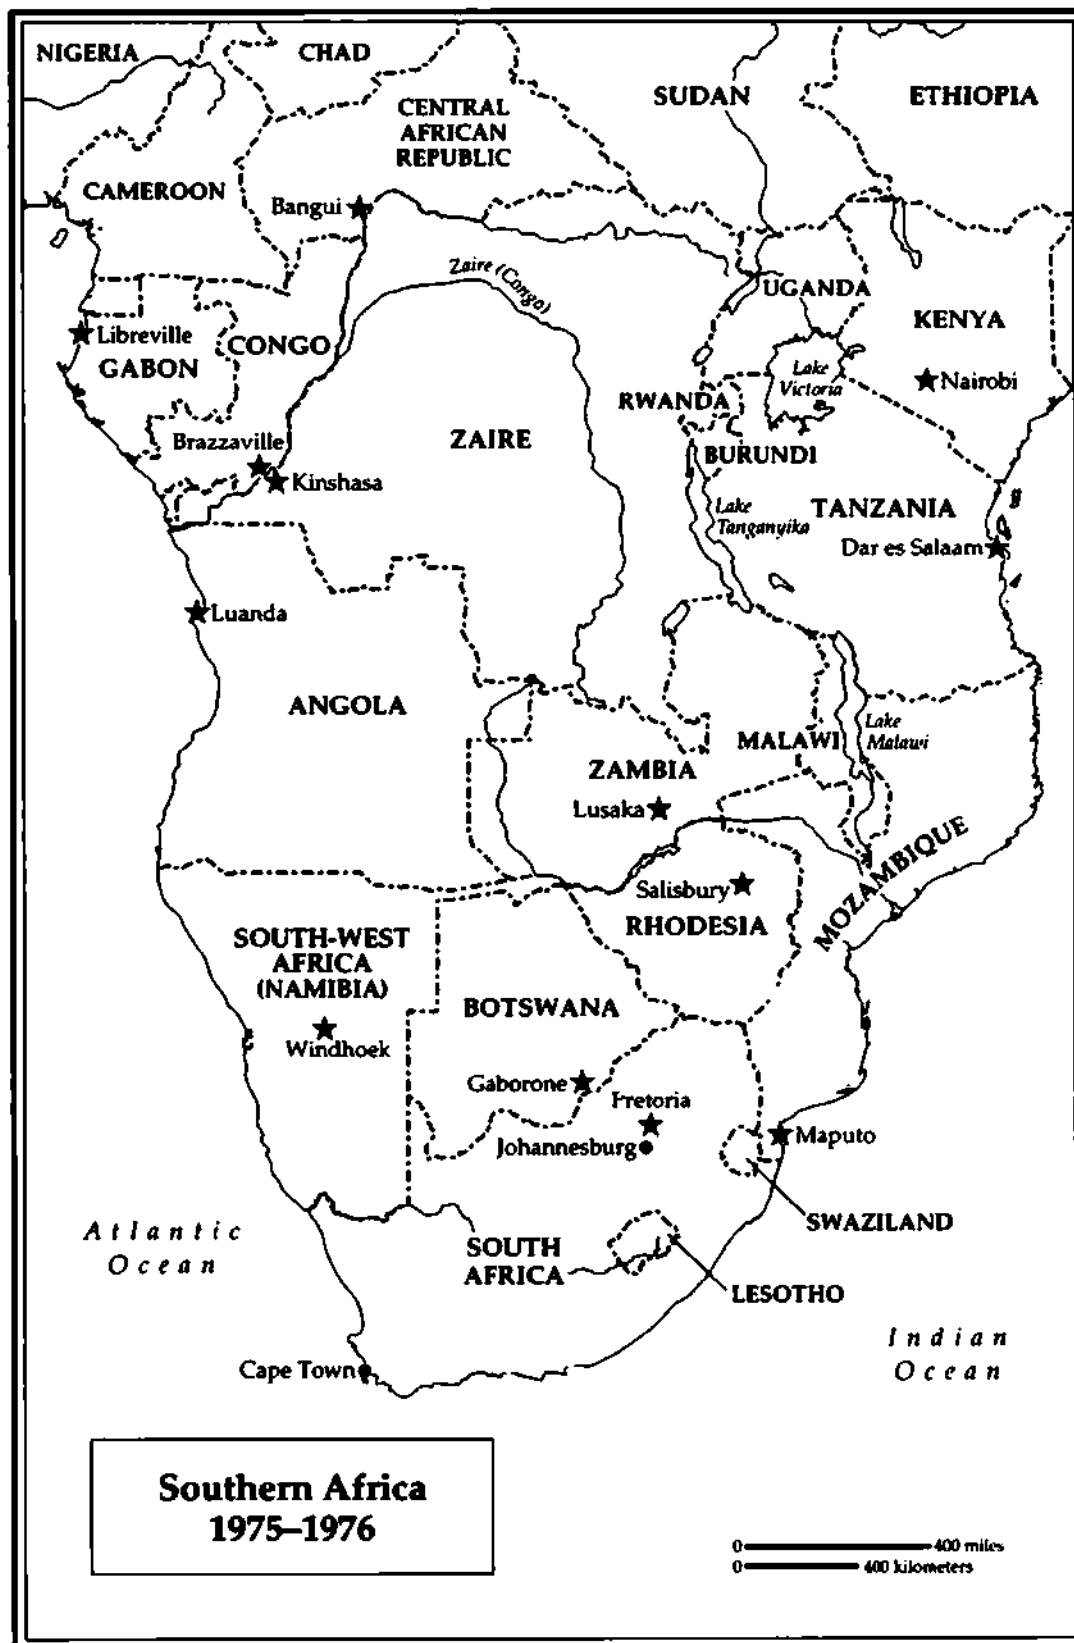 NIGERIA
CHAD
SUDAN
ETHIOPIA
CENTRAL
AFRICAN
REPUBLIC
CAMEROON
Bangui
Zaire (Congo)
UGANDA
KENYA
Libreville
GABON
CONGO
Lake
Victoria
Nairobi
RWANDA
ZAIRE
Brazzaville
BURUNDI
Kinshasa
Lake
Tanganyika
TANZANIA
Dar es Salaam
Luanda
ANGOLA
MALAWI
Lake
Malawi
ZAMBIA
Lusaka
MOZAMBIQUE
Salisbury
RHODESIA
SOUTH-WEST
AFRICA
(NAMIBIA)
Windhoek
BOTSWANA
Gaborone
Pretoria
Johannesburg
Maputo
SWAZILAND
Atlantic
Ocean
SOUTH
AFRICA
LESOTHO
Indian
Ocean
Cape Town
Southern Africa
1975–1976
0 400 miles
0 400 kilometers